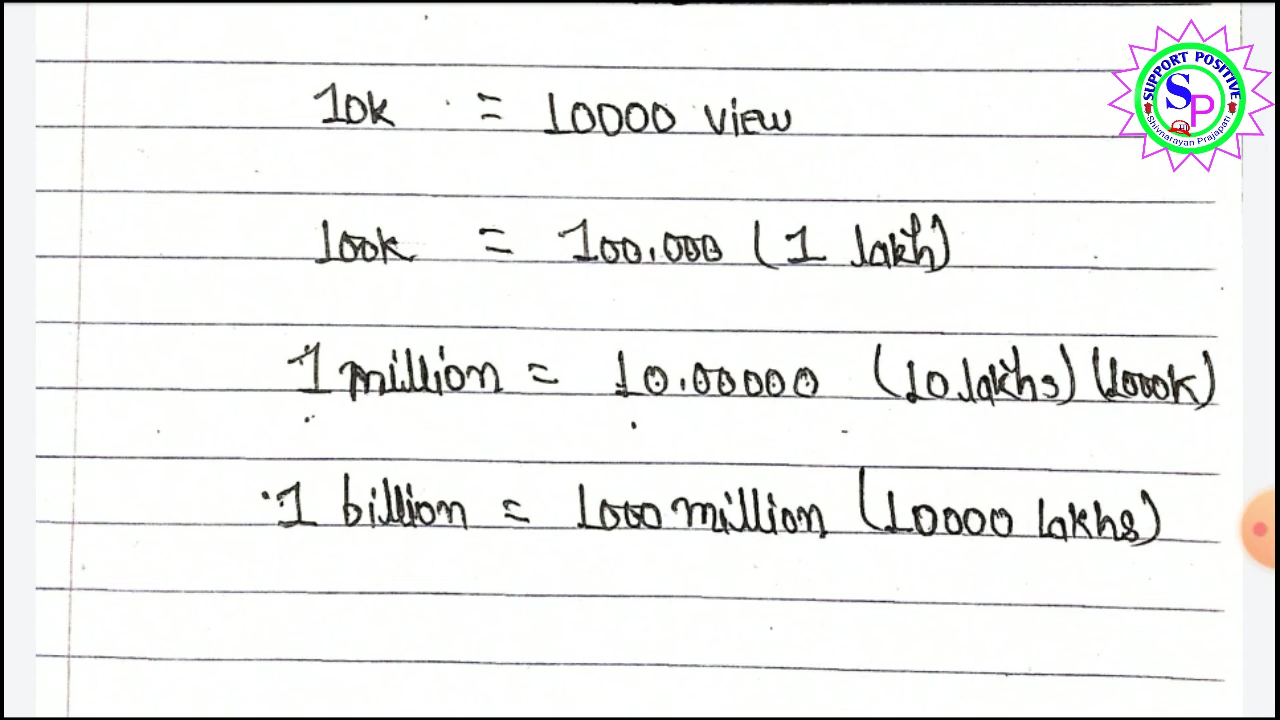 SUPPORT POSITIVE
SP
Shivnarayan Prajapati
10k = 10000 view
100k = 100.000 (1 lakh)
1 million = 10.00000 (10 lakhs) (1000k)
1 billion = 1000 million (10000 lakhs)